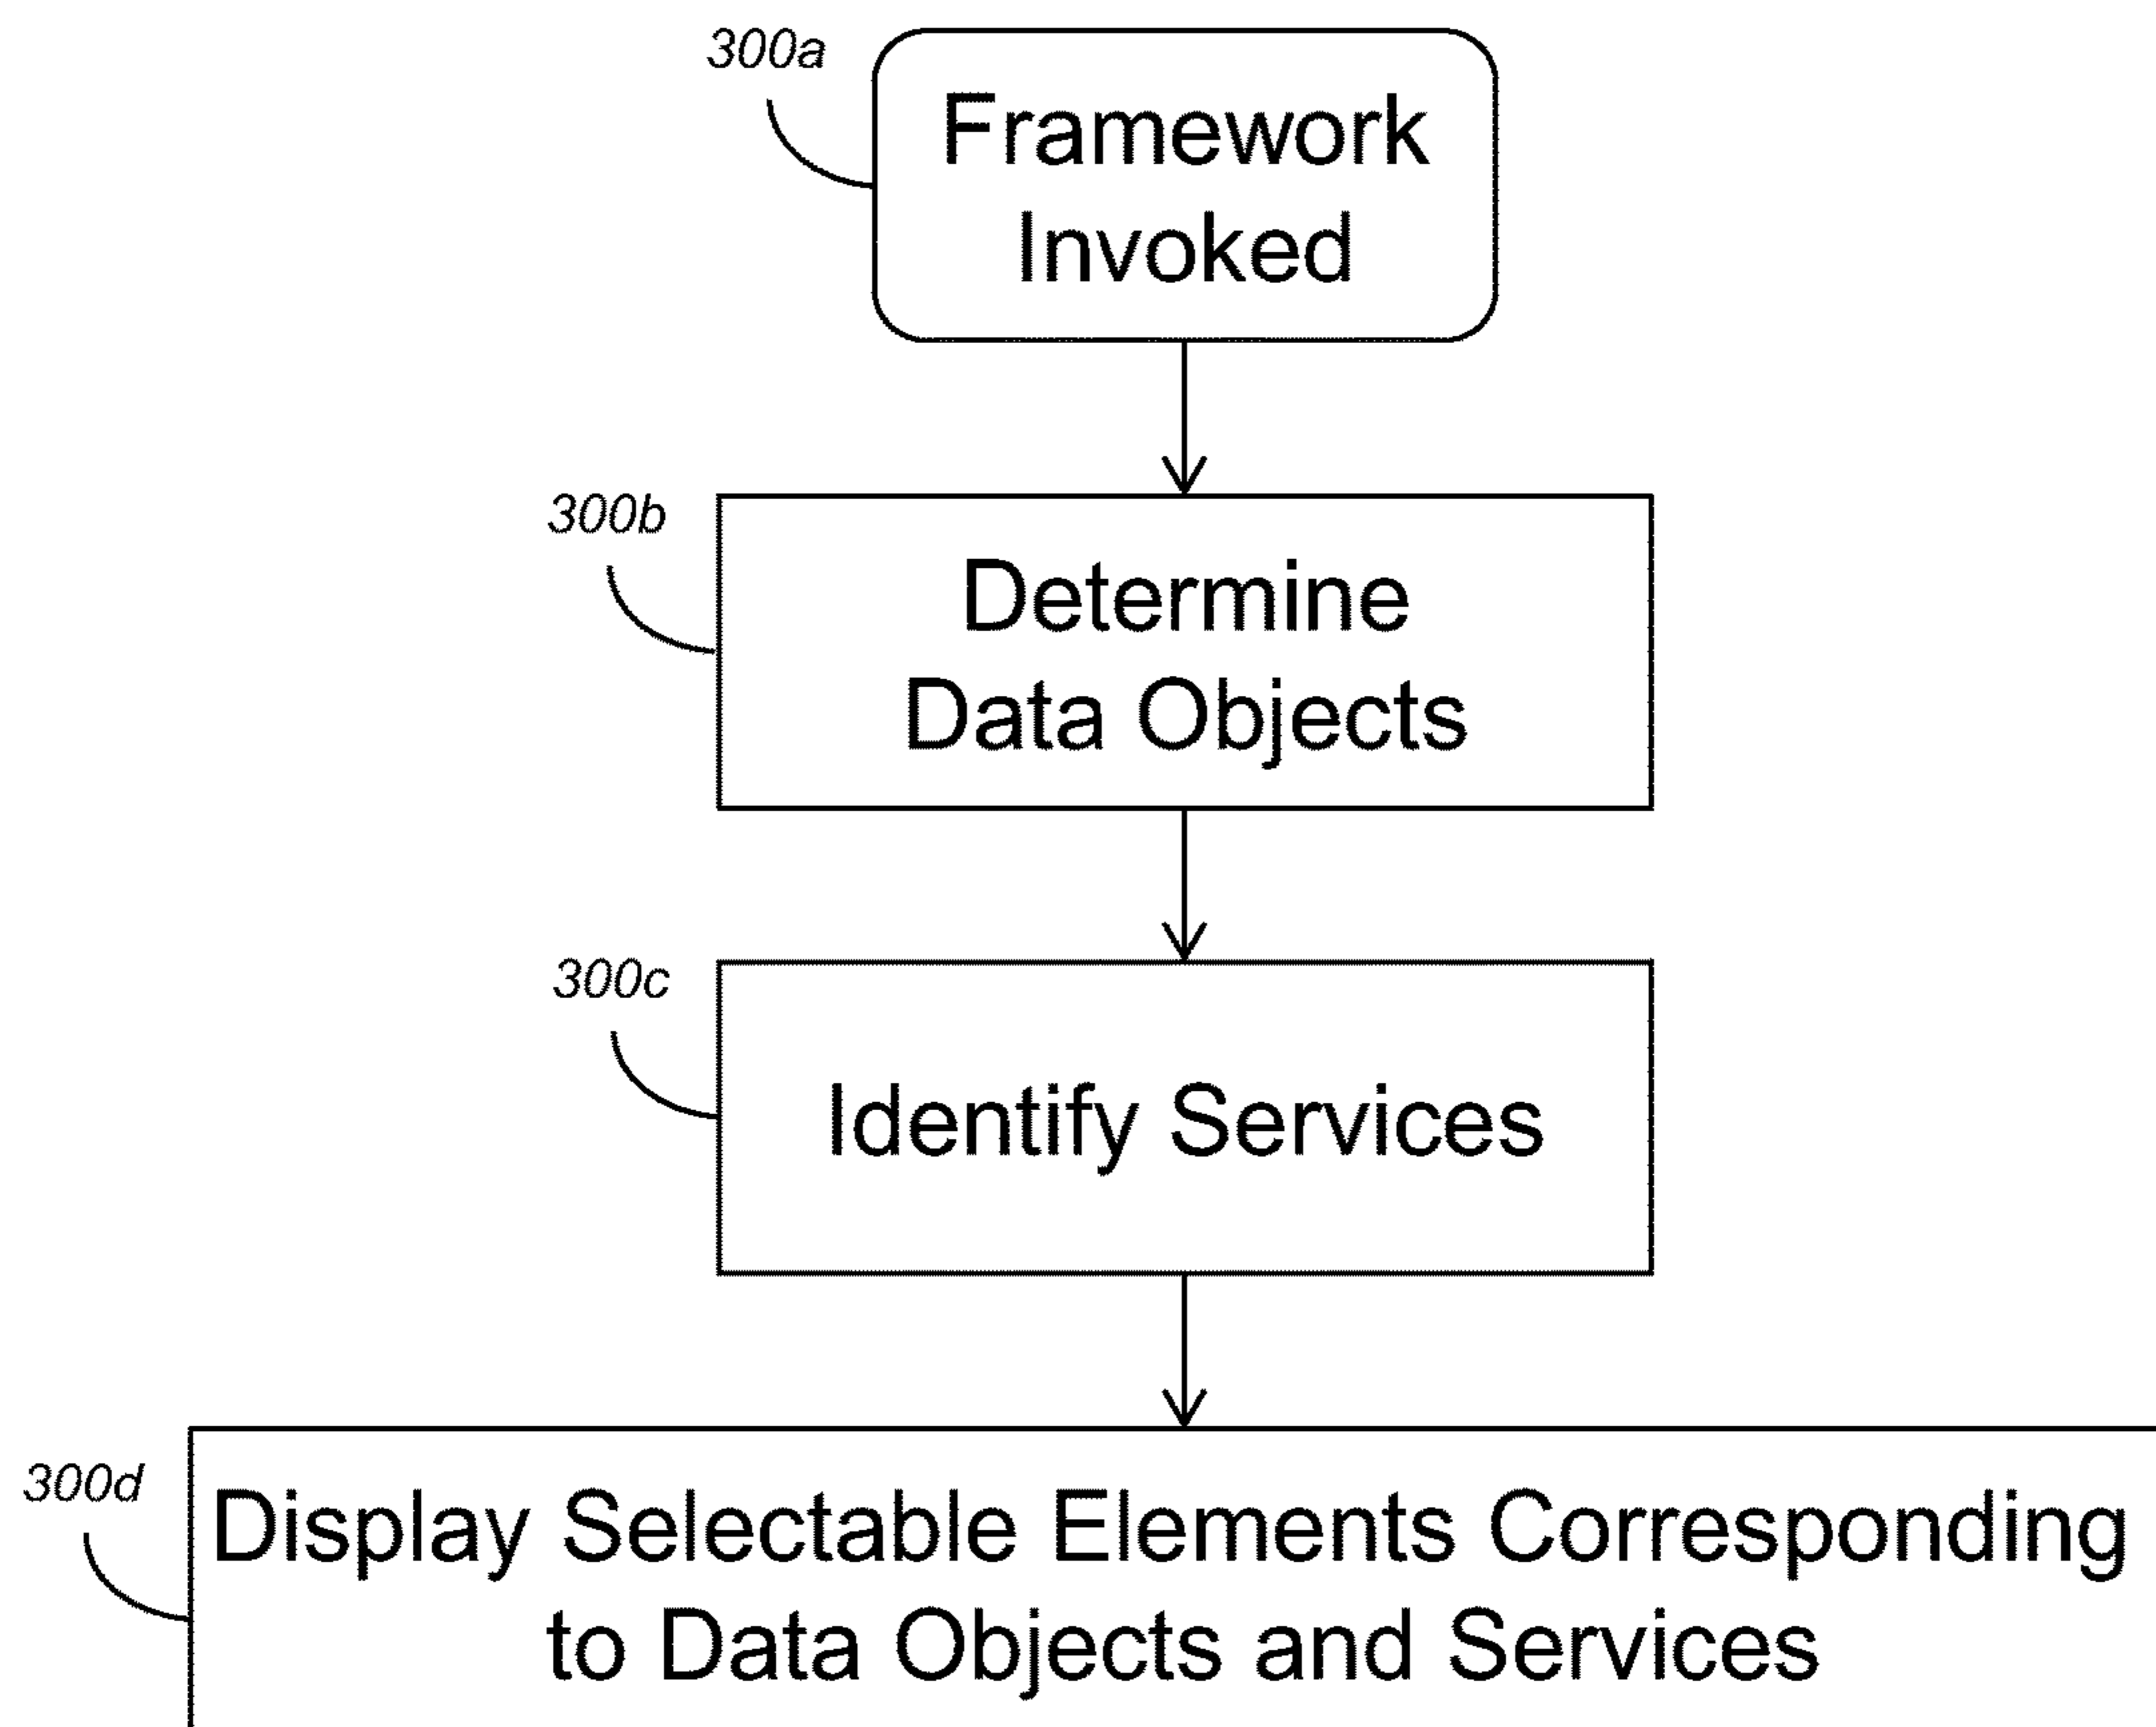 300a
Framework
Invoked
300b
Determine
Data Objects
300c
Identify Services
300d
Display Selectable Elements Corresponding
to Data Objects and Services